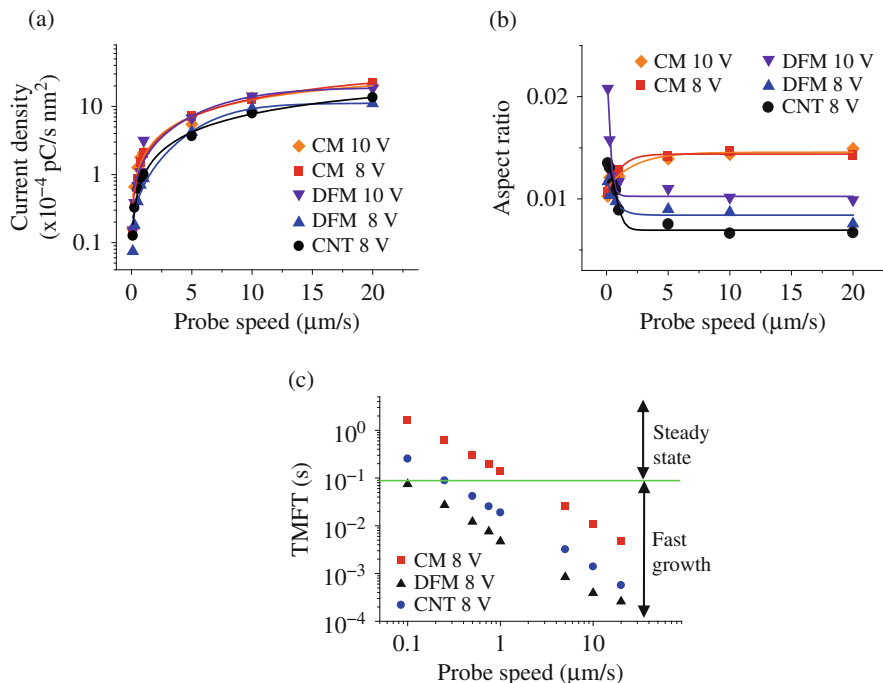 (a)
Current density
(x10⁻⁴ pC/s nm²)
10
1
0.1
CM 10 V
CM 8 V
DFM 10 V
DFM 8 V
CNT 8 V
0 5 10 15 20
Probe speed (μm/s)
(b)
Aspect ratio
0.02
0.01
CM 10 V
CM 8 V
DFM 10 V
DFM 8 V
CNT 8 V
0 5 10 15 20
Probe speed (μm/s)
(c)
TMFT (s)
10⁰
10⁻¹
10⁻²
10⁻³
10⁻⁴
CM 8 V
DFM 8 V
CNT 8 V
Steady
state
Fast
growth
0.1 1 10
Probe speed (μm/s)